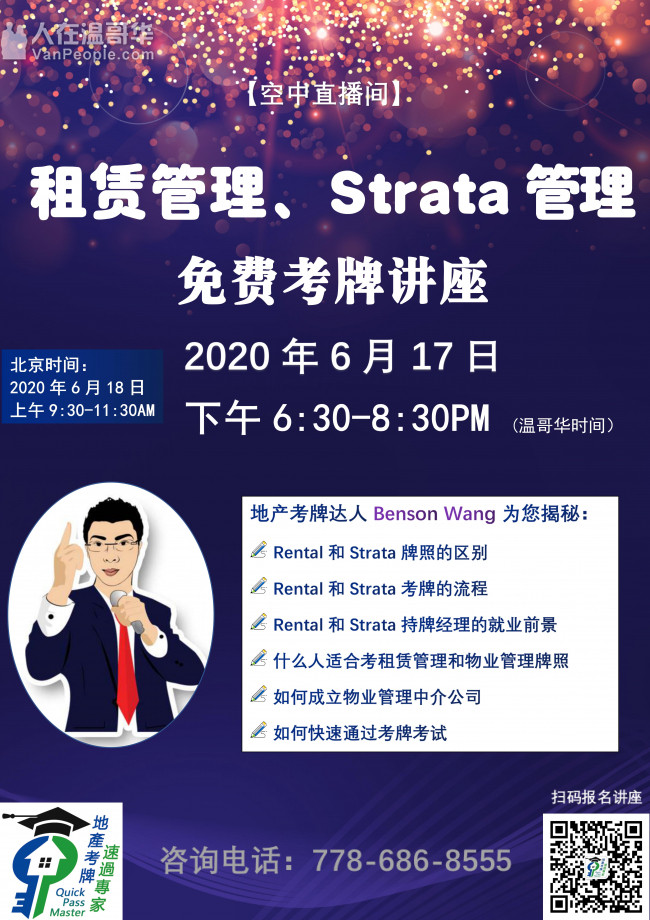 人在温哥华
VanPeople.com
【空中直播间】
租赁管理、Strata 管理
免费考牌讲座
北京时间：
2020 年 6 月 18 日
上午 9:30-11:30AM
2020 年 6 月 17 日
下午 6:30-8:30PM （温哥华时间）
地产考牌达人 Benson Wang 为您揭秘：
Rental 和 Strata 牌照的区别
Rental 和 Strata 考牌的流程
Rental 和 Strata 持牌经理的就业前景
什么人适合考租赁管理和物业管理牌照
如何成立物业管理中介公司
如何快速通过考牌考试
扫码报名讲座
地產考牌
速過專家
Quick
Pass
Master
咨询电话：778-686-8555